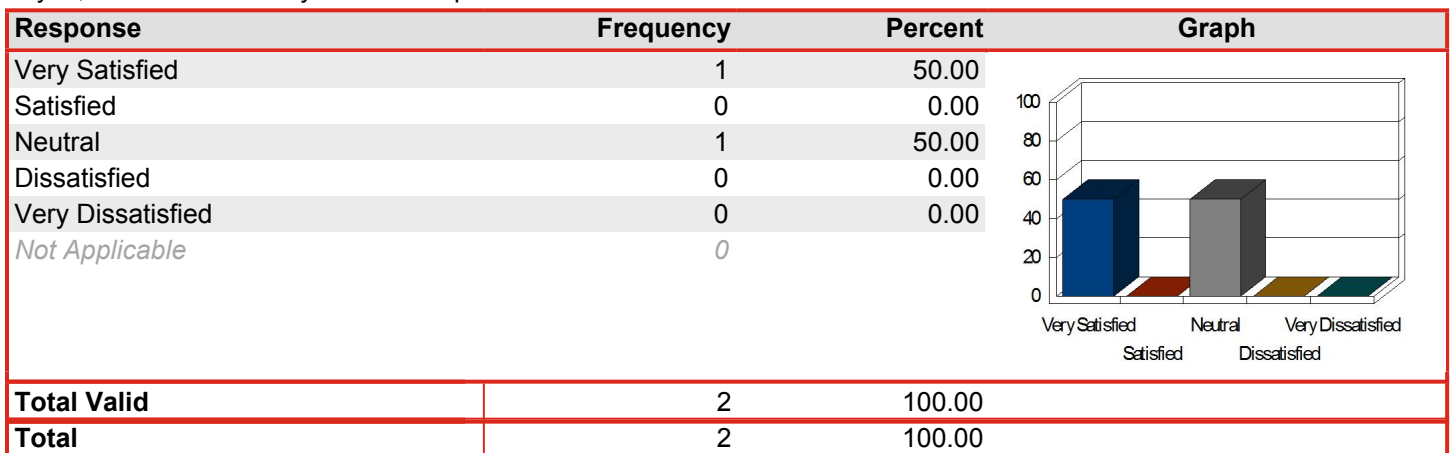 Response Frequency Percent Graph
Very Satisfied 1 50.00
Satisfied 0 0.00
Neutral 1 50.00
Dissatisfied 0 0.00
Very Dissatisfied 0 0.00
Not Applicable 0
100
80
60
40
20
0
Very Satisfied Neutral Very Dissatisfied
Satisfied Dissatisfied
Total Valid 2 100.00
Total 2 100.00